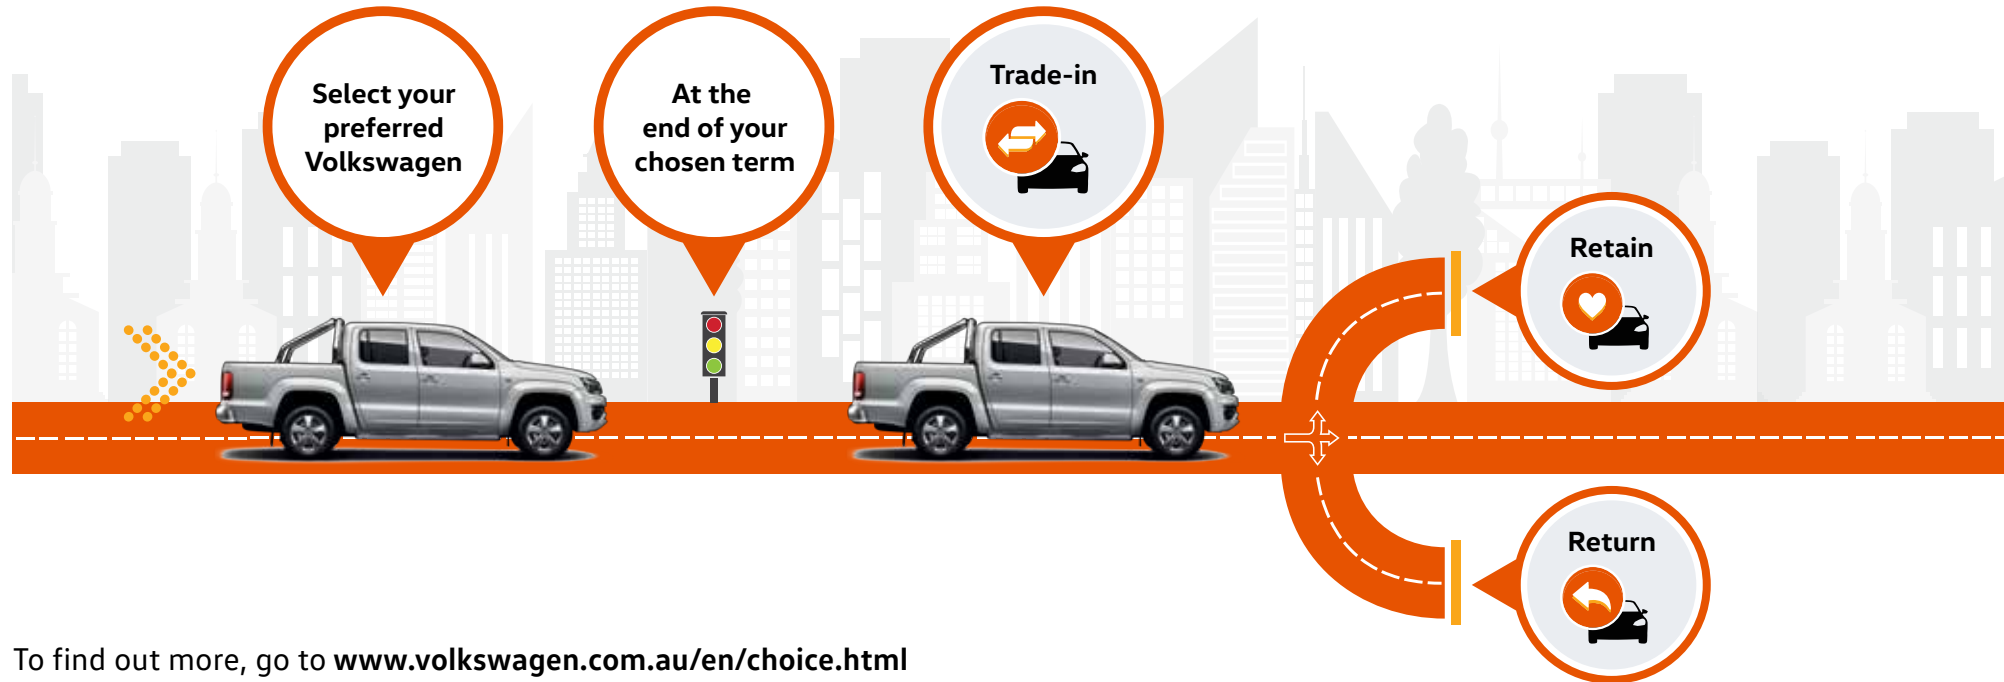 Select your
preferred
Volkswagen
At the
end of your
chosen term
Trade-in
Retain
Return
To find out more, go to www.volkswagen.com.au/en/choice.html